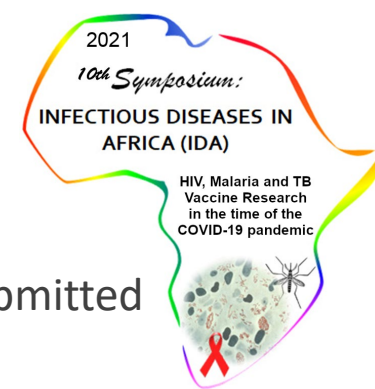 2021
10th Symposium:
INFECTIOUS DISEASES IN
AFRICA (IDA)
HIV, Malaria and TB
Vaccine Research
in the time of the
COVID-19 pandemic